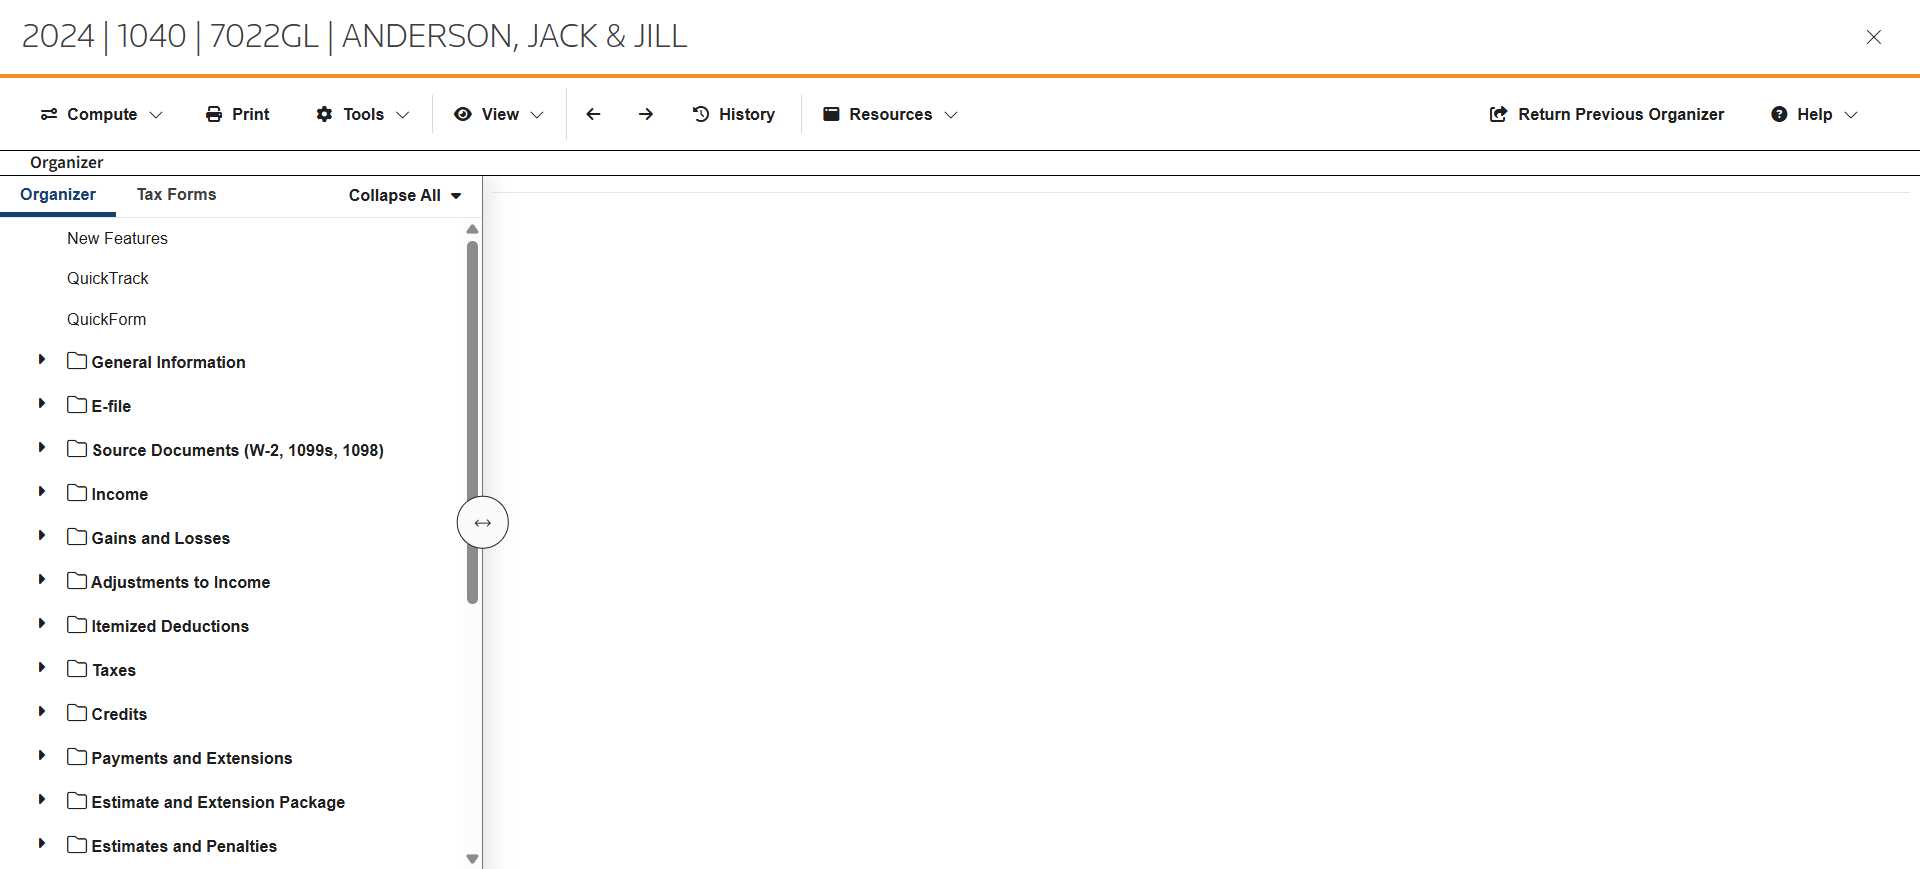 2024 | 1040 | 7022GL | ANDERSON, JACK & JILL
Compute Print Tools View History Resources Return Previous Organizer Help
Organizer
Organizer Tax Forms Collapse All
New Features
QuickTrack
QuickForm
General Information
E-file
Source Documents (W-2, 1099s, 1098)
Income
Gains and Losses
Adjustments to Income
Itemized Deductions
Taxes
Credits
Payments and Extensions
Estimate and Extension Package
Estimates and Penalties